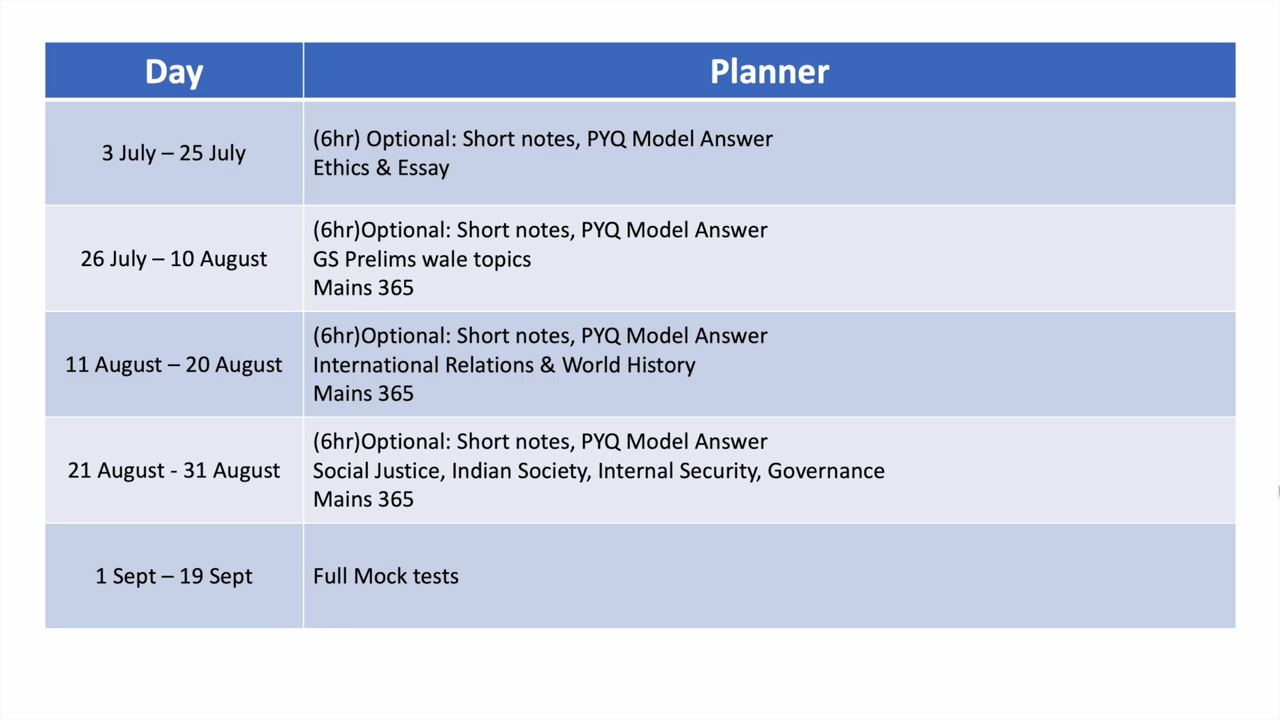 Day
Planner
3 July – 25 July
(6hr) Optional: Short notes, PYQ Model Answer
Ethics & Essay
26 July – 10 August
(6hr)Optional: Short notes, PYQ Model Answer
GS Prelims wale topics
Mains 365
11 August – 20 August
(6hr)Optional: Short notes, PYQ Model Answer
International Relations & World History
Mains 365
21 August - 31 August
(6hr)Optional: Short notes, PYQ Model Answer
Social Justice, Indian Society, Internal Security, Governance
Mains 365
1 Sept – 19 Sept
Full Mock tests